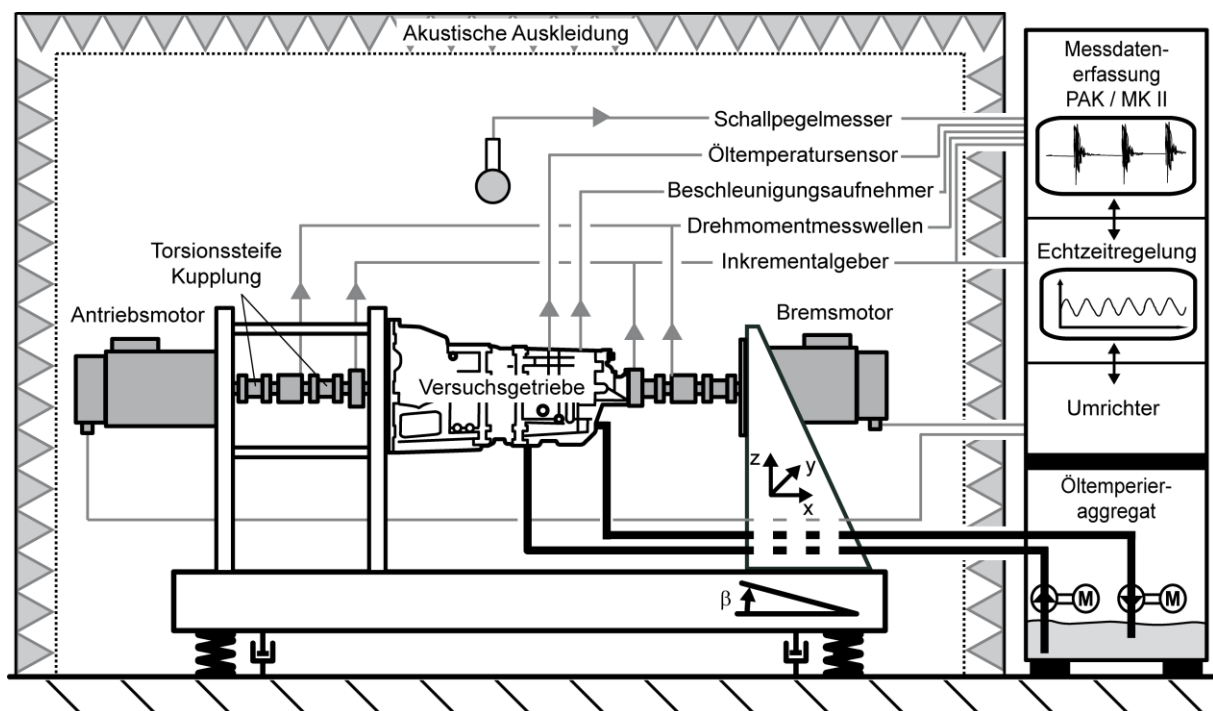 Akustische Auskleidung
Messdaten-
erfassung
PAK / MK II
Schallpegelmesser
Öltemperatursensor
Beschleunigungsaufnehmer
Drehmomentmesswellen
Inkrementalgeber
Echtzeitregelung
Torsionssteife
Kupplung
Antriebsmotor
Bremsmotor
Versuchsgetriebe
Umrichter
z
y
x
Öltemperier-
aggregat
β
M
M